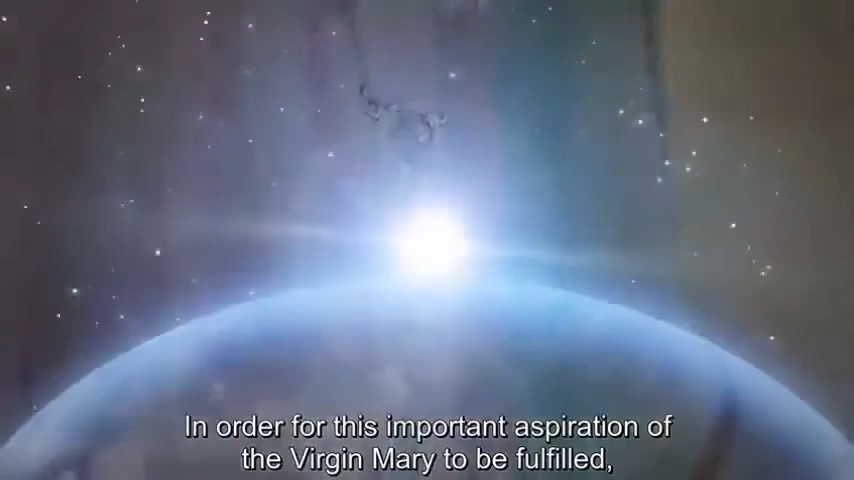 In order for this important aspiration of
the Virgin Mary to be fulfilled,